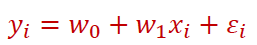 yᵢ = w₀ + w₁xᵢ + εᵢ